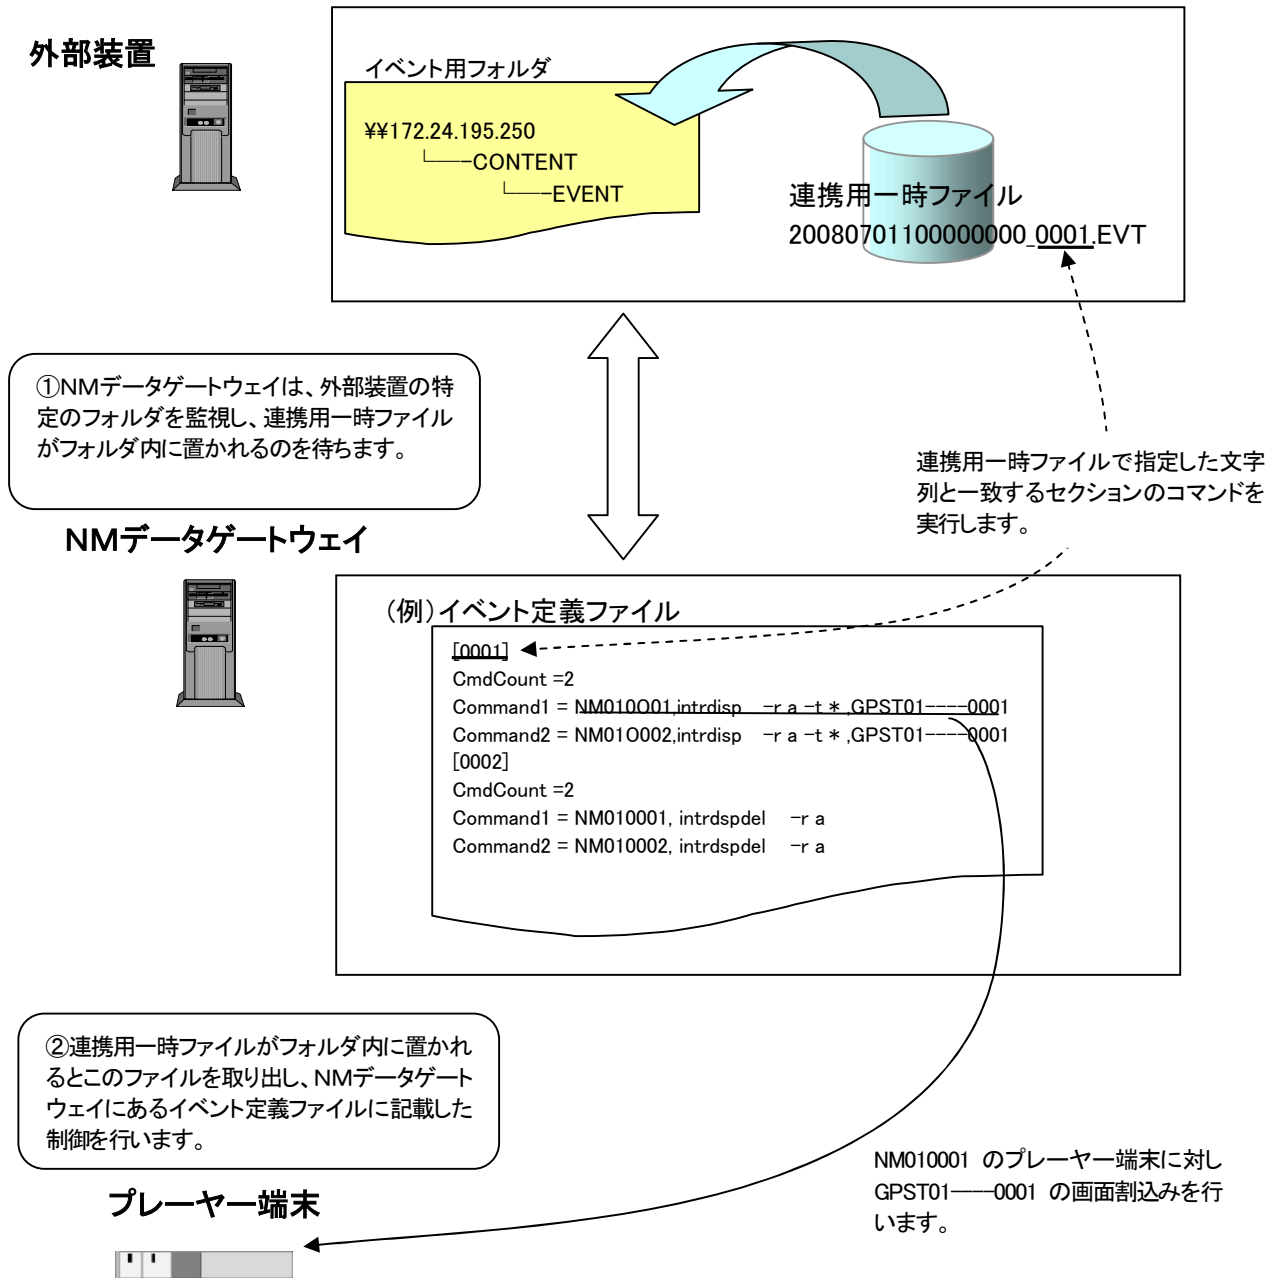 外部装置
イベント用フォルダ
¥¥172.24.195.250
└──-CONTENT
└──-EVENT
連携用一時ファイル
20080701100000000_0001.EVT
①NMデータゲートウェイは、外部装置の特
定のフォルダを監視し、連携用一時ファイル
がフォルダ内に置かれるのを待ちます。
連携用一時ファイルで指定した文字
列と一致するセクションのコマンドを
実行します。
NMデータゲートウェイ
(例)イベント定義ファイル
[0001]
CmdCount =2
Command1 = NM010O01,intrdisp -r a -t * ,GPST01----0001
Command2 = NM01O002,intrdisp -r a -t * ,GPST01----0001
[0002]
CmdCount =2
Command1 = NM010001, intrdspdel -r a
Command2 = NM010002, intrdspdel -r a
②連携用一時ファイルがフォルダ内に置かれ
るとこのファイルを取り出し、NMデータゲート
ウェイにあるイベント定義ファイルに記載した
制御を行います。
NM010001 のプレーヤー端末に対し
GPST01----0001 の画面割込みを行
います。
プレーヤー端末